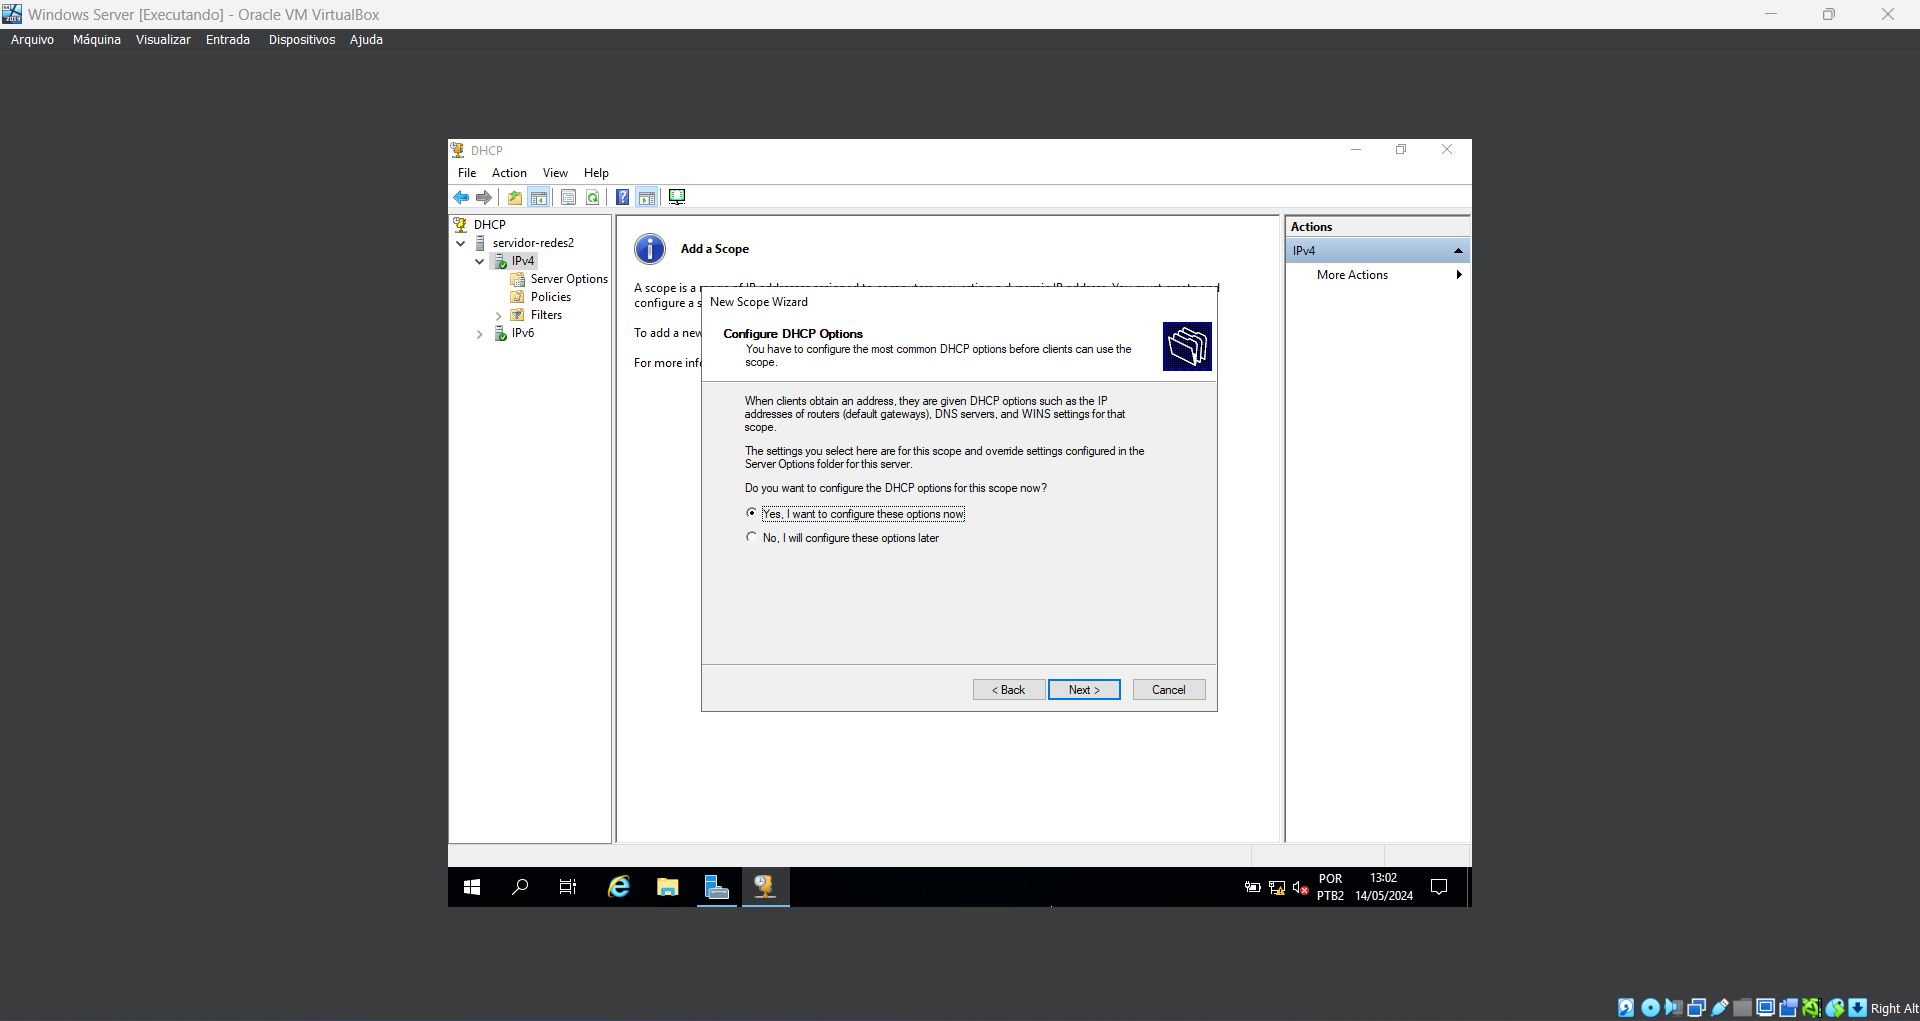 Windows Server [Executando] - Oracle VM VirtualBox
Arquivo Máquina Visualizar Entrada Dispositivos Ajuda
DHCP
File Action View Help
DHCP
servidor-redes2
IPv4
Server Options
Policies
Filters
IPv6
Add a Scope
A scope is a
configure a s
To add a new
For more info
New Scope Wizard
Configure DHCP Options
You have to configure the most common DHCP options before clients can use the
scope.
When clients obtain an address, they are given DHCP options such as the IP
addresses of routers (default gateways), DNS servers, and WINS settings for that
scope.
The settings you select here are for this scope and override settings configured in the
Server Options folder for this server.
Do you want to configure the DHCP options for this scope now?
Yes, I want to configure these options now
No, I will configure these options later
< Back Next > Cancel
Actions
IPv4
More Actions
POR
PTB2
13:02
14/05/2024
Right Alt